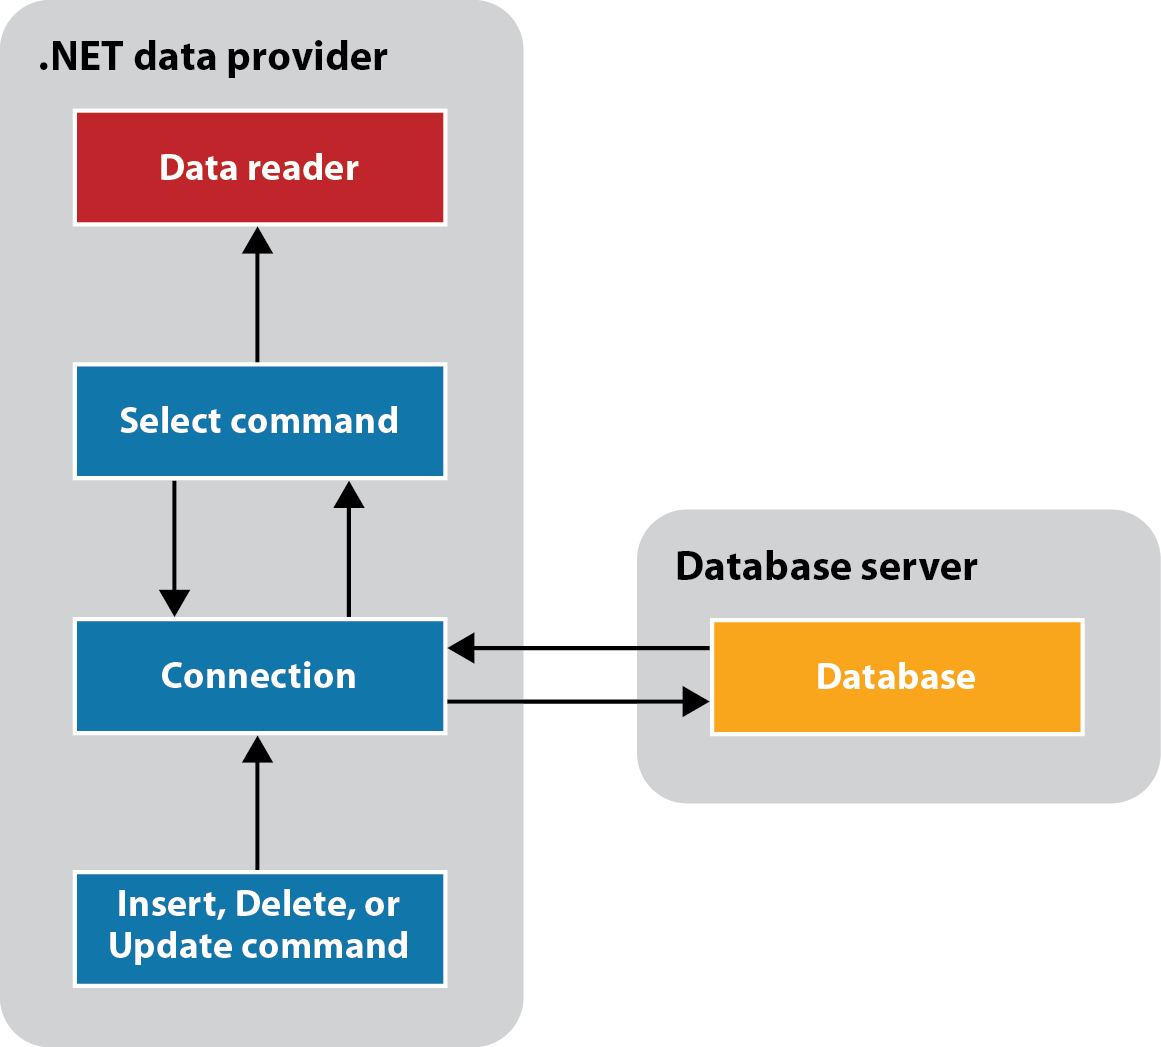 .NET data provider
Data reader
Select command
Connection
Insert, Delete, or
Update command
Database server
Database